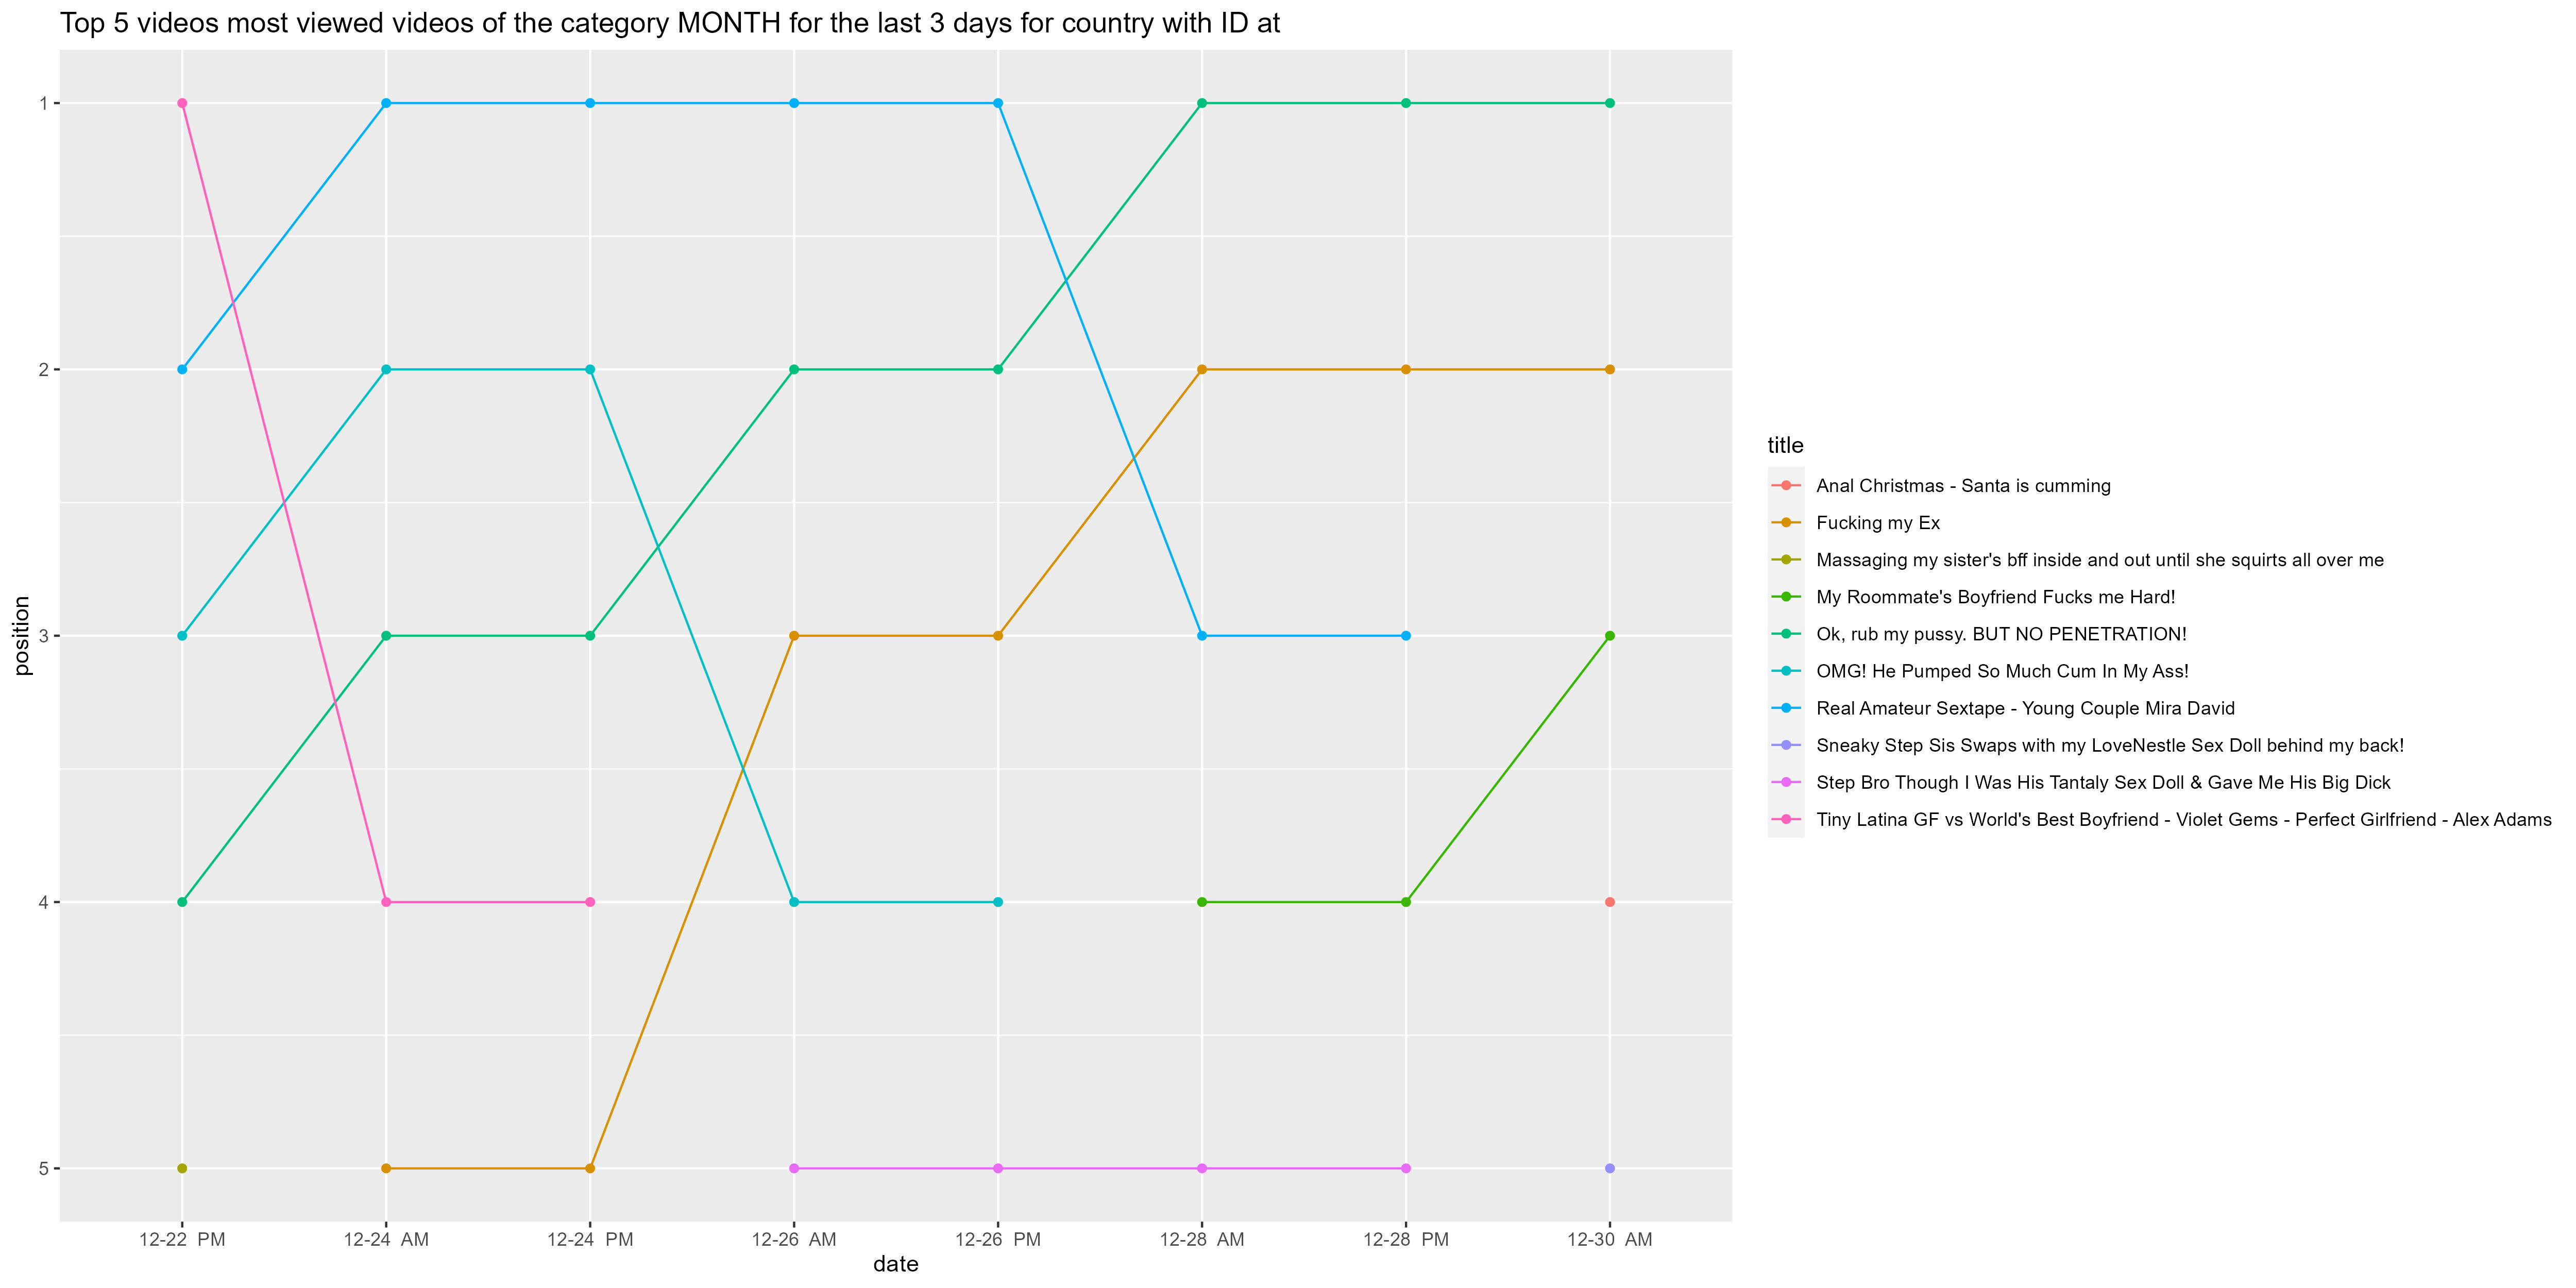 Top 5 videos most viewed videos of the category MONTH for the last 3 days for country with ID at
position
1
2
3
4
5
12-22 PM
12-24 AM
12-24 PM
12-26 AM
12-26 PM
12-28 AM
12-28 PM
12-30 AM
date
title
Anal Christmas - Santa is cumming
Fucking my Ex
Massaging my sister's bff inside and out until she squirts all over me
My Roommate's Boyfriend Fucks me Hard!
Ok, rub my pussy. BUT NO PENETRATION!
OMG! He Pumped So Much Cum In My Ass!
Real Amateur Sextape - Young Couple Mira David
Sneaky Step Sis Swaps with my LoveNestle Sex Doll behind my back!
Step Bro Though I Was His Tantaly Sex Doll & Gave Me His Big Dick
Tiny Latina GF vs World's Best Boyfriend - Violet Gems - Perfect Girlfriend - Alex Adams